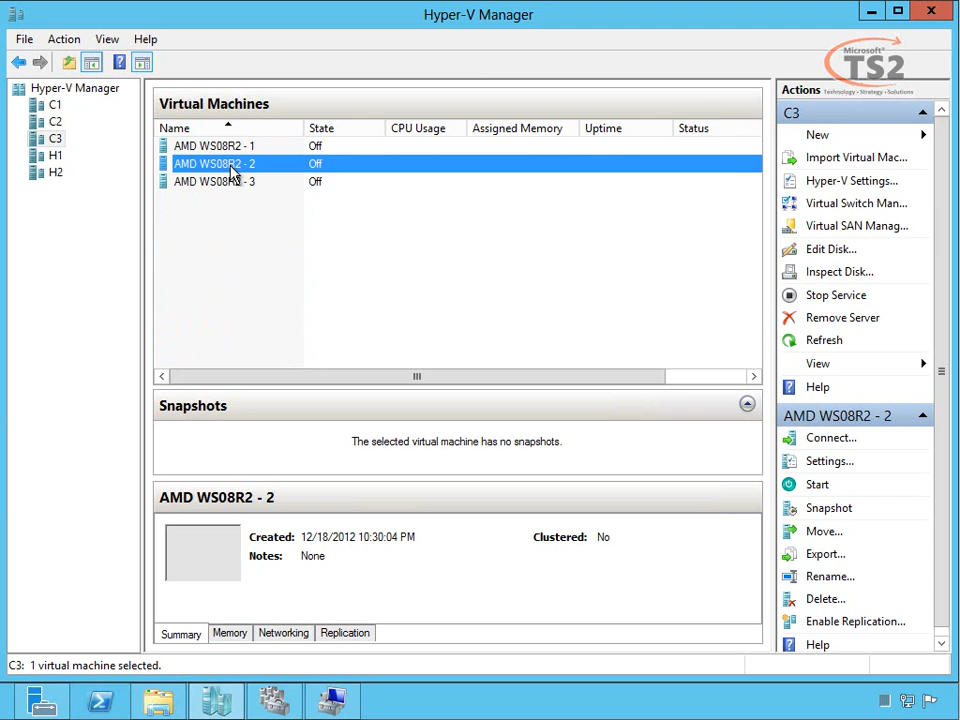 Hyper-V Manager
File Action View Help
Microsoft®
TS2
Technology • Strategy • Solutions
Hyper-V Manager
C1
C2
C3
H1
H2
Virtual Machines
Name State CPU Usage Assigned Memory Uptime Status
AMD WS08R2 - 1 Off
AMD WS08R2 - 2 Off
AMD WS08R2 - 3 Off
Snapshots
The selected virtual machine has no snapshots.
AMD WS08R2 - 2
Created: 12/18/2012 10:30:04 PM Clustered: No
Notes: None
Summary Memory Networking Replication
Actions
C3
New
Import Virtual Mac...
Hyper-V Settings...
Virtual Switch Man...
Virtual SAN Manag...
Edit Disk...
Inspect Disk...
Stop Service
Remove Server
Refresh
View
Help
AMD WS08R2 - 2
Connect...
Settings...
Start
Snapshot
Move...
Export...
Rename...
Delete...
Enable Replication...
Help
C3: 1 virtual machine selected.